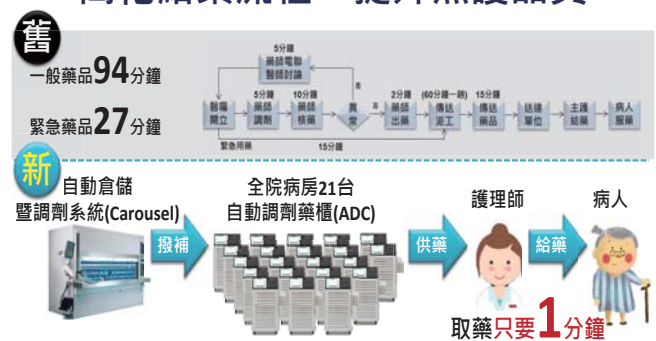 簡化給藥流程 提升照護品質
舊
一般藥品94分鐘
緊急藥品27分鐘
5分鐘
藥師電聯
醫師討論
是
醫囑
開立
5分鐘
藥師
調劑
10分鐘
藥師
核藥
異
常
否
2分鐘
藥師
出藥
(60分鐘一趟)
傳送
派工
15分鐘
傳送
藥品
送達
單位
主護
給藥
病人
服藥
緊急用藥
15分鐘
新
自動倉儲
暨調劑系統(Carousel)
撥補
全院病房21台
自動調劑藥櫃(ADC)
供藥
護理師
給藥
病人
取藥只要1分鐘